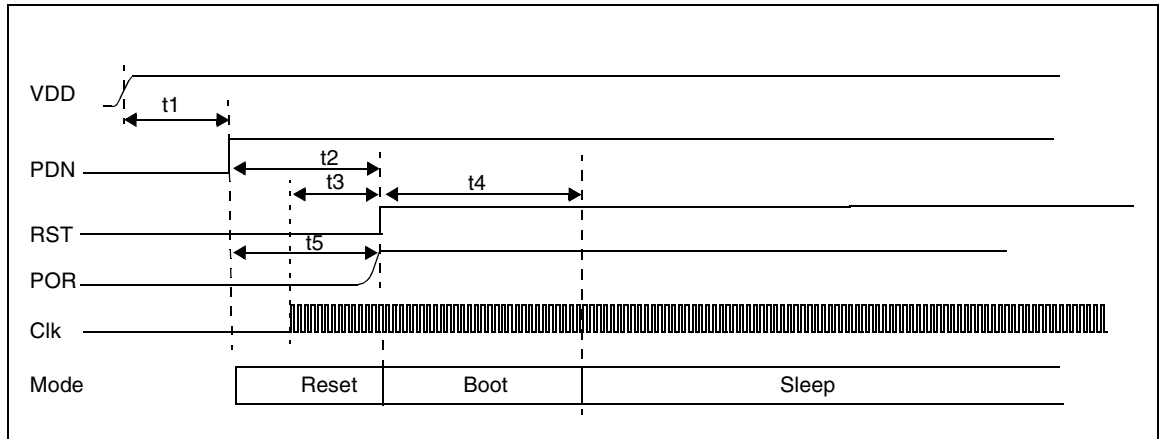 VDD
t1
PDN
t2
t3
t4
RST
t5
POR
Clk
Mode
Reset
Boot
Sleep